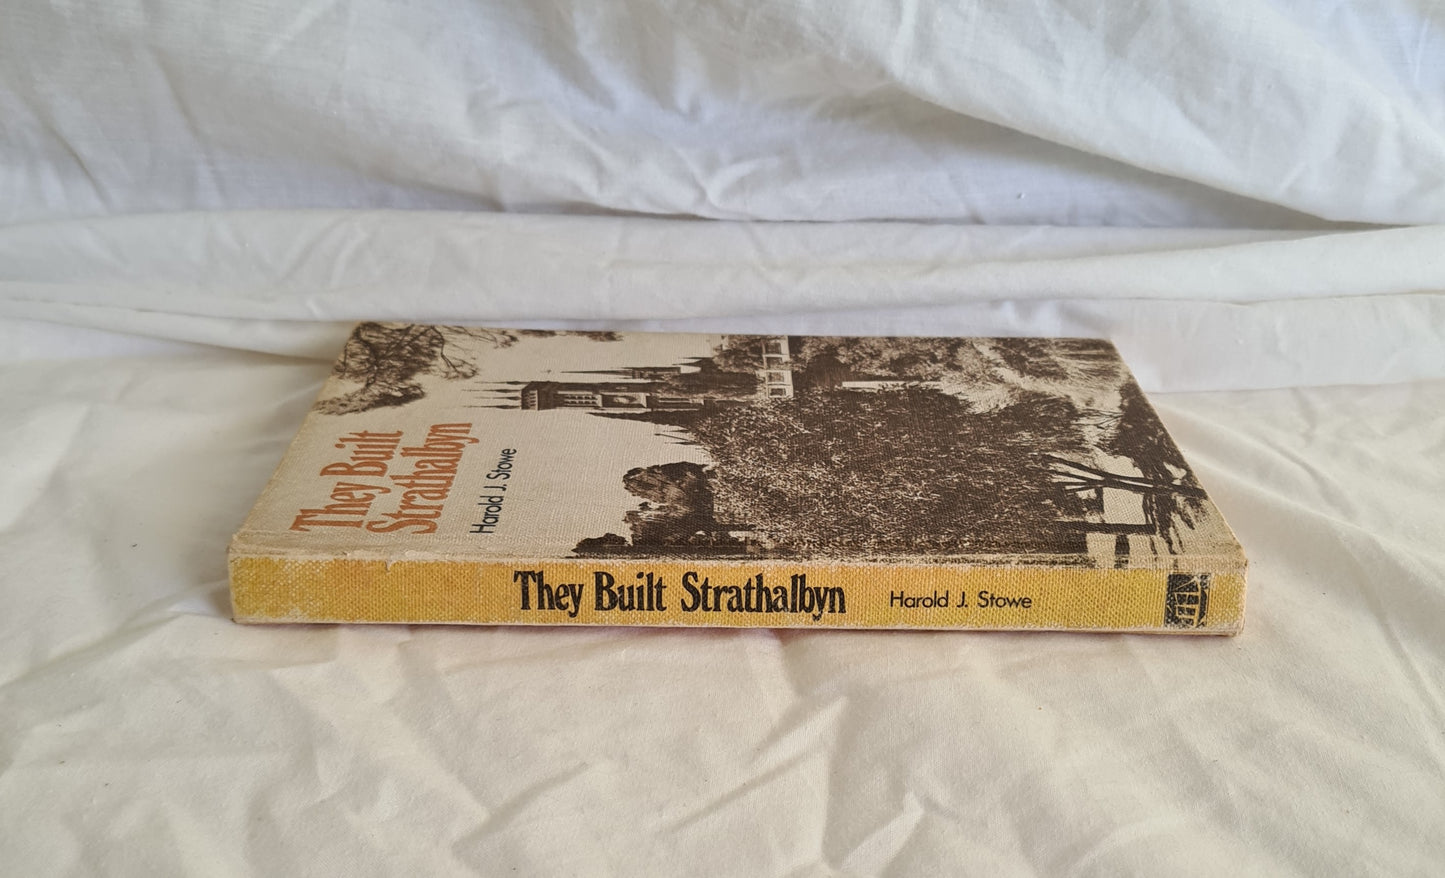 They Built
Strathalbyn
Harold J. Stowe
They Built Strathalbyn Harold J. Stowe